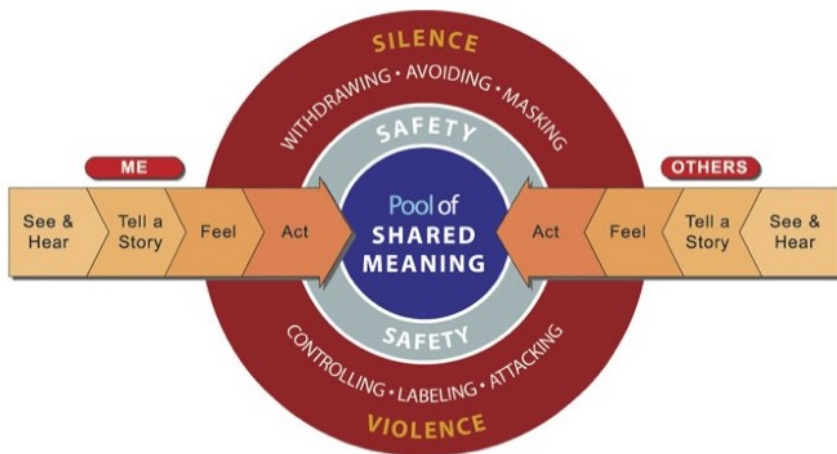 SILENCE
WITHDRAWING • AVOIDING • MASKING
SAFETY
ME
OTHERS
See &
Hear
Tell a
Story
Feel
Act
Pool of
SHARED
MEANING
Act
Feel
Tell a
Story
See &
Hear
SAFETY
CONTROLLING • LABELING • ATTACKING
VIOLENCE